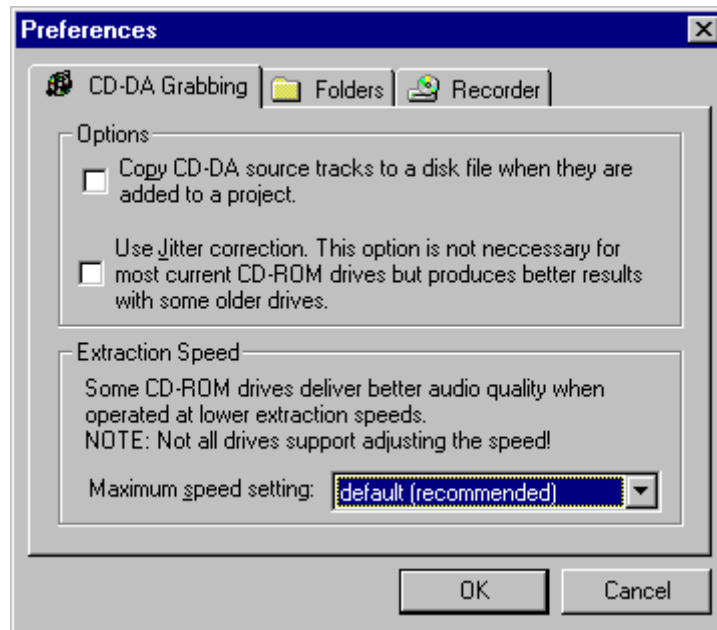 Preferences
CD-DA Grabbing Folders Recorder
Options
Copy CD-DA source tracks to a disk file when they are
added to a project.
Use Jitter correction. This option is not neccessary for
most current CD-ROM drives but produces better results
with some older drives.
Extraction Speed
Some CD-ROM drives deliver better audio quality when
operated at lower extraction speeds.
NOTE: Not all drives support adjusting the speed!
Maximum speed setting: default (recommended)
OK Cancel